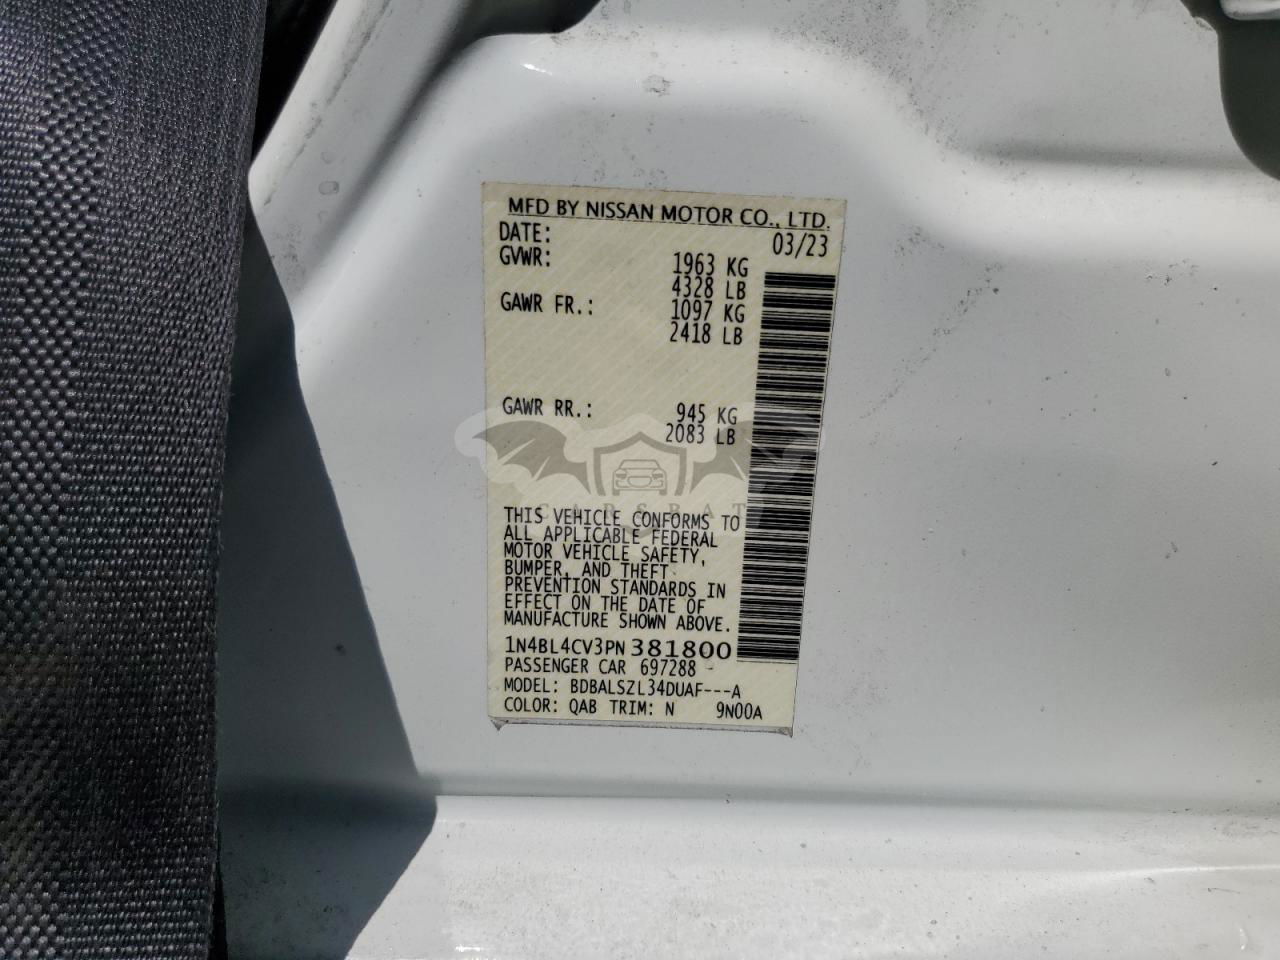 MFD BY NISSAN MOTOR CO., LTD.
DATE: 03/23
GVWR: 1963 KG
4328 LB
GAWR FR.: 1097 KG
2418 LB
GAWR RR.: 945 KG
2083 LB
CARSBAT
THIS VEHICLE CONFORMS TO
ALL APPLICABLE FEDERAL
MOTOR VEHICLE SAFETY,
BUMPER, AND THEFT
PREVENTION STANDARDS IN
EFFECT ON THE DATE OF
MANUFACTURE SHOWN ABOVE.
1N4BL4CV3PN381800
PASSENGER CAR 697288
MODEL: BDBALSZL34DUAF---A
COLOR: QAB TRIM: N 9N00A